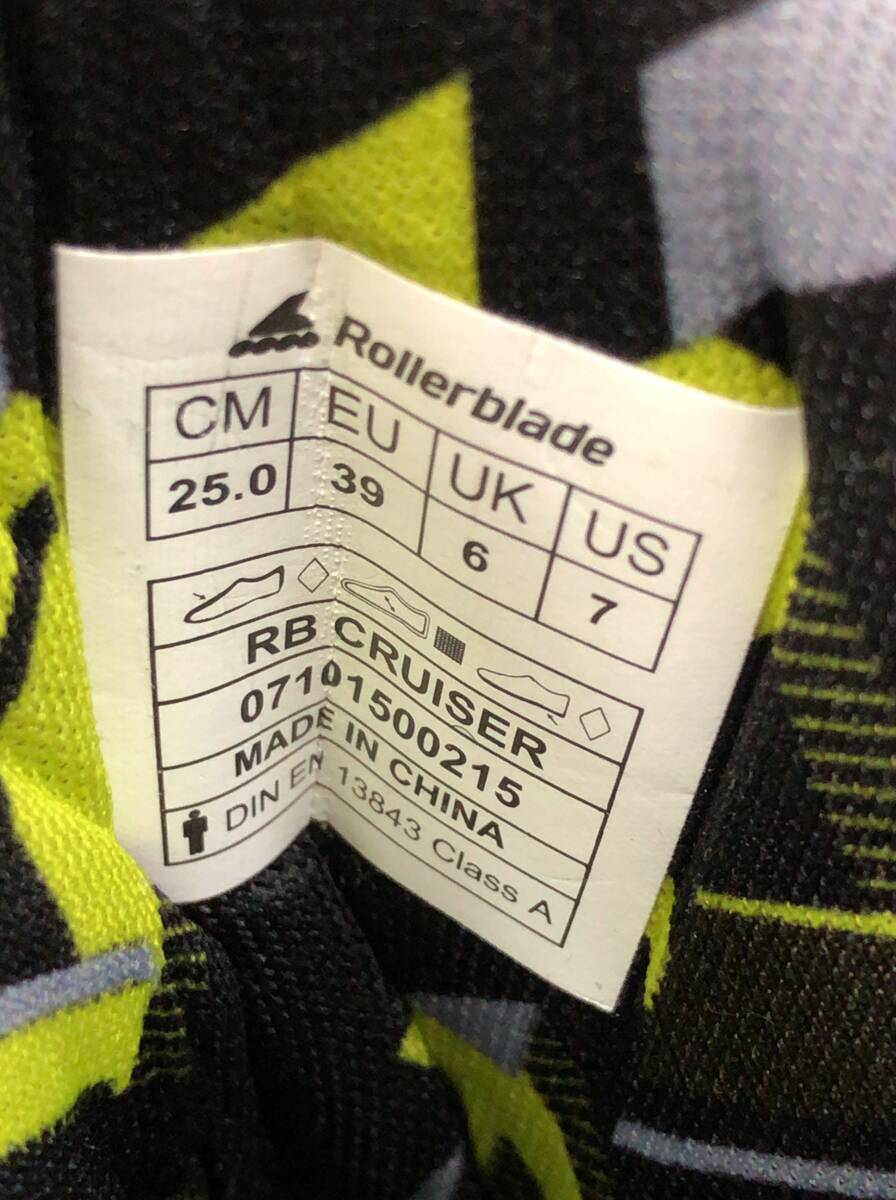 Rollerblade
CM EU UK US
25.0 39 6 7
RB CRUISER
07101500215
MADE IN CHINA
DIN EN 13843 Class A